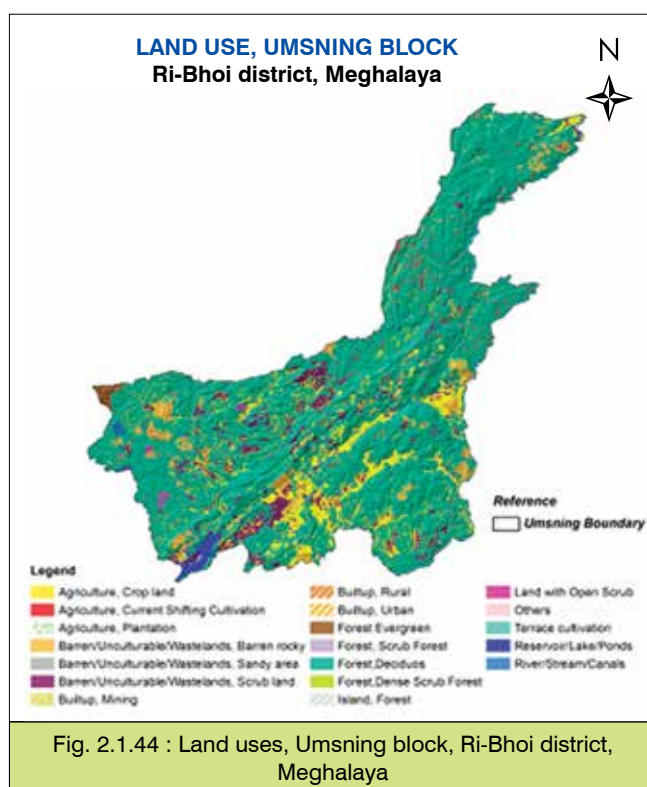 LAND USE, UMSNING BLOCK
Ri-Bhoi district, Meghalaya
N
Reference
Umsning Boundary
Legend
Agriculture, Crop land
Agriculture, Current Shifting Cultivation
Agriculture, Plantation
Barren/Unculturable/Wastelands, Barren rocky
Barren/Unculturable/Wastelands, Sandy area
Barren/Unculturable/Wastelands, Scrub land
Builtup, Mining
Builtup, Rural
Builtup, Urban
Forest Evergreen
Forest, Scrub Forest
Forest,Deciduos
Forest,Dense Scrub Forest
Island, Forest
Land with Open Scrub
Others
Terrace cultivation
Reservoir/Lake/Ponds
River/Stream/Canals
Fig. 2.1.44 : Land uses, Umsning block, Ri-Bhoi district,
Meghalaya